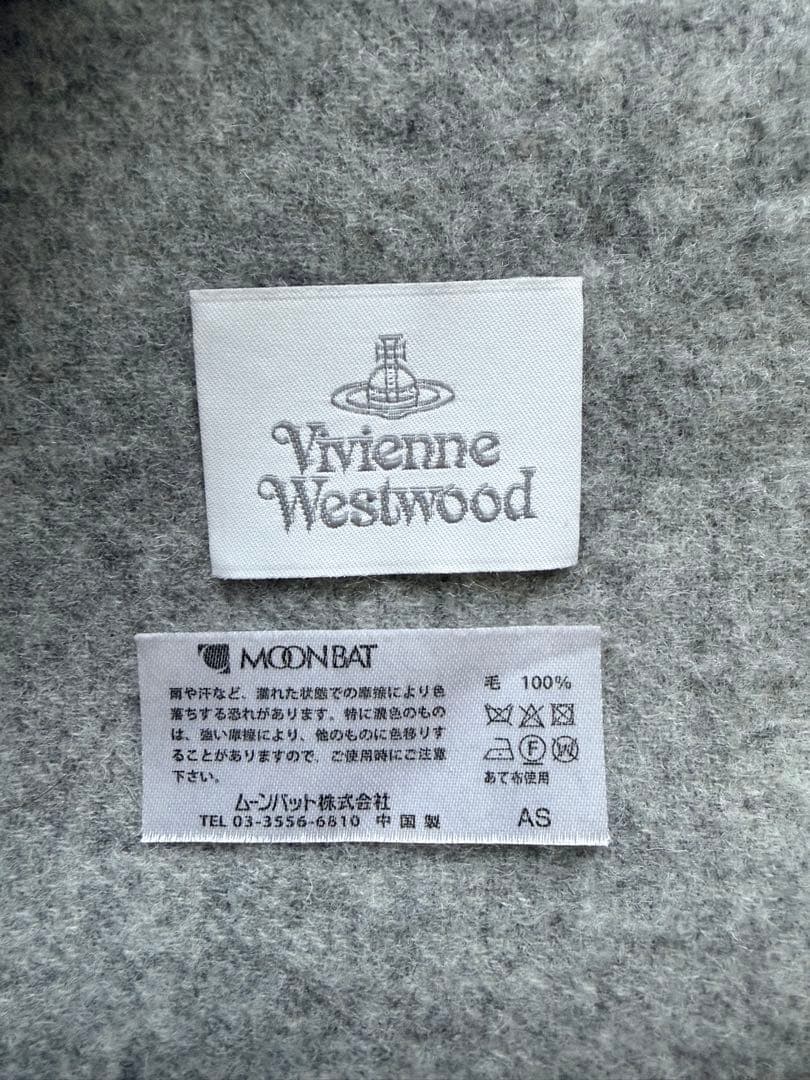 Vivienne
Westwood
MOONBAT
雨や汗など、濡れた状態での摩擦により色
落ちする恐れがあります。特に濃色のもの
は、強い摩擦により、他のものに色移りす
ることがありますので、ご使用時にご注意
下さい。
ムーンバット株式会社
TEL 03-3556-6810 中国製
毛 100%
F
W
あて布使用
AS